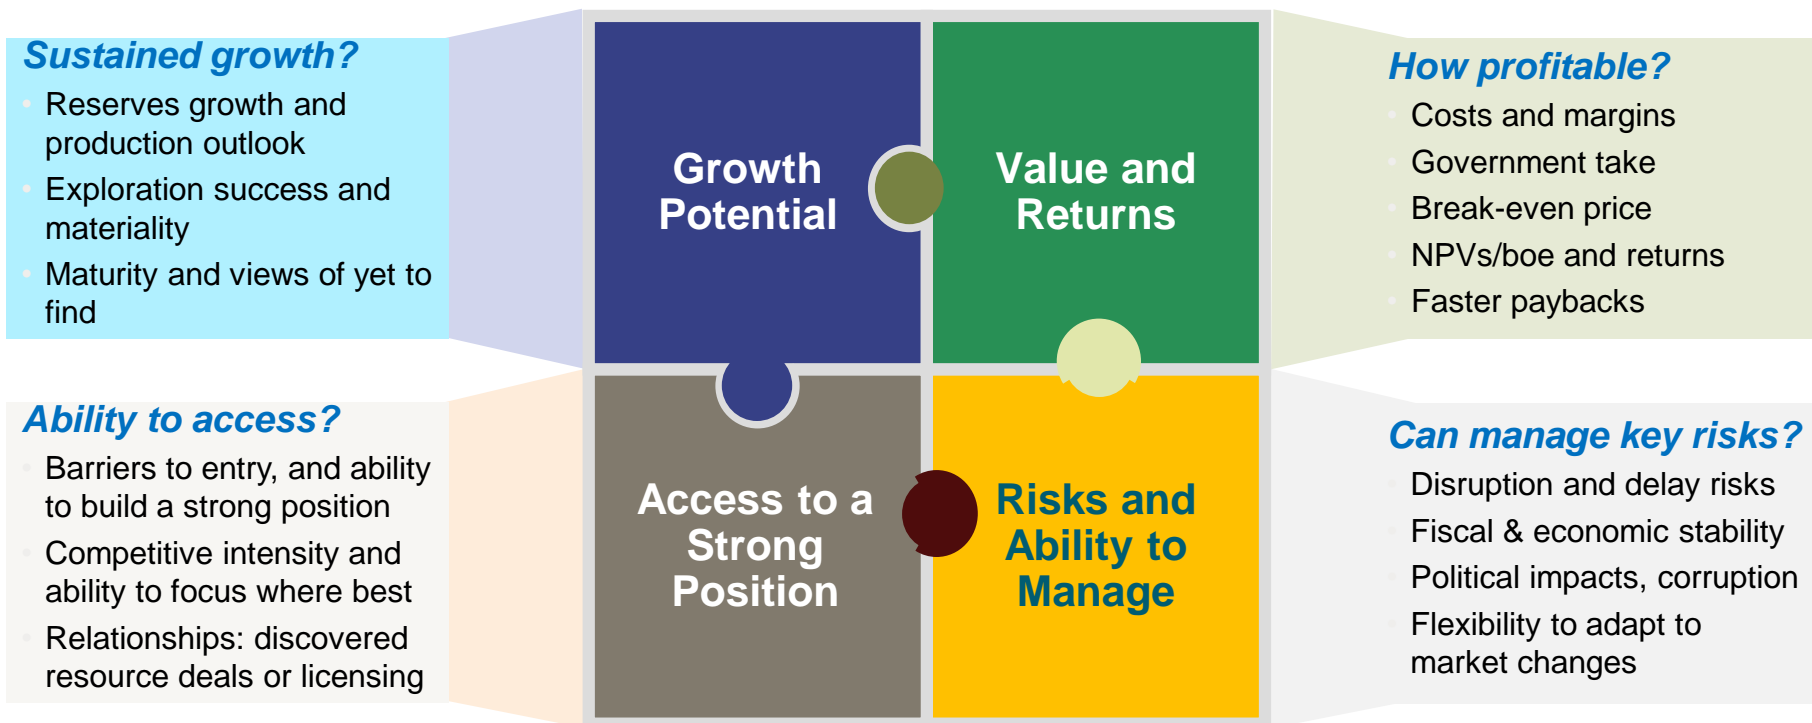 Sustained growth?
• Reserves growth and
production outlook
• Exploration success and
materiality
• Maturity and views of yet to
find
Growth
Potential
Value and
Returns
How profitable?
• Costs and margins
• Government take
• Break-even price
• NPVs/boe and returns
• Faster paybacks
Ability to access?
• Barriers to entry, and ability
to build a strong position
• Competitive intensity and
ability to focus where best
• Relationships: discovered
resource deals or licensing
Access to a
Strong
Position
Risks and
Ability to
Manage
Can manage key risks?
• Disruption and delay risks
• Fiscal & economic stability
• Political impacts, corruption
• Flexibility to adapt to
market changes